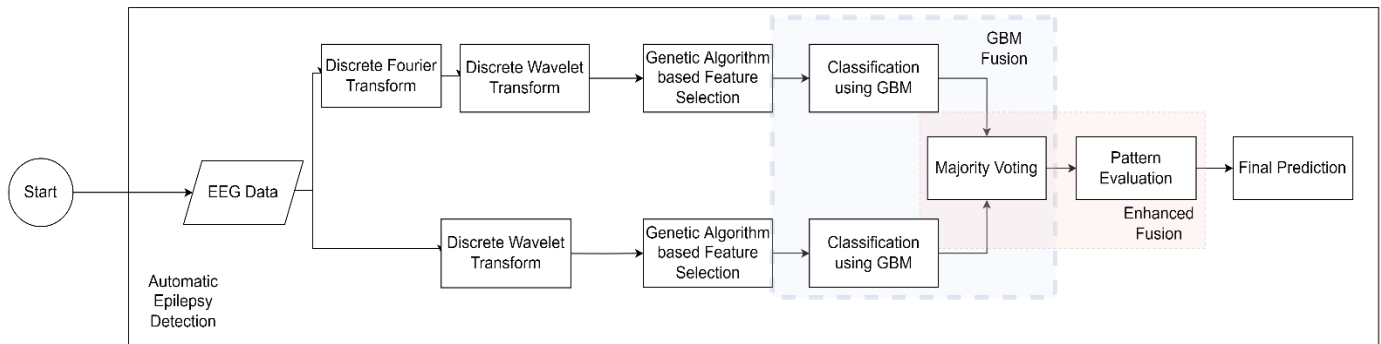 Start
EEG Data
Automatic
Epilepsy
Detection
Discrete Fourier
Transform
Discrete Wavelet
Transform
Genetic Algorithm
based Feature
Selection
Classification
using GBM
GBM
Fusion
Discrete Wavelet
Transform
Genetic Algorithm
based Feature
Selection
Classification
using GBM
Majority Voting
Pattern
Evaluation
Enhanced
Fusion
Final Prediction